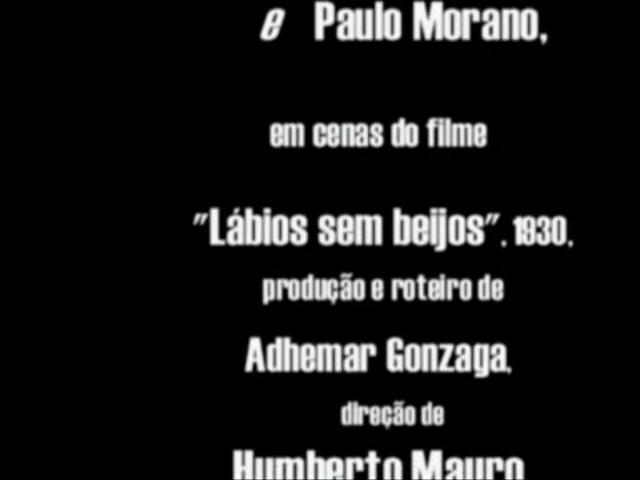 e Paulo Morano,
em cenas do filme
"Lábios sem beijos", 1930,
produção e roteiro de
Adhemar Gonzaga,
direção de
Humberto Mauro